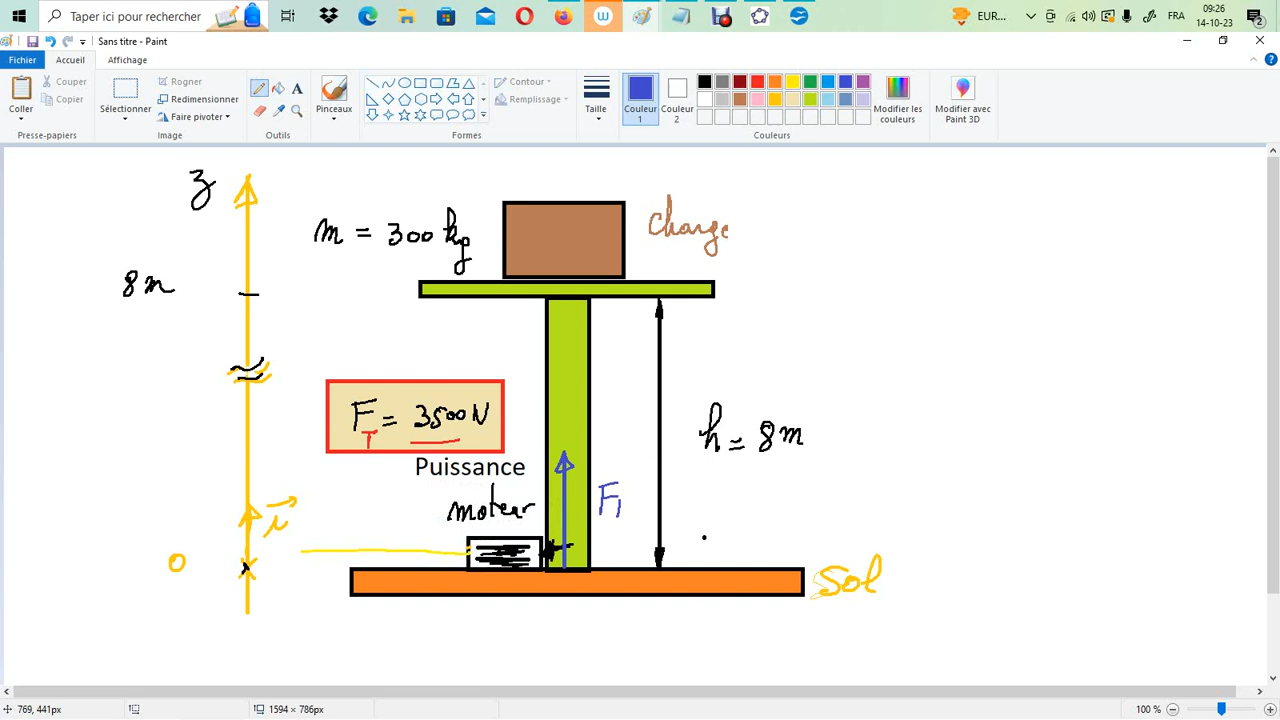 Taper ici pour rechercher
EUR...
FRA
09:26
14-10-23
2
Sans titre - Paint
Fichier
Accueil
Affichage
Coller
Couper
Copier
Presse-papiers
Sélectionner
Rogner
Redimensionner
Faire pivoter
Image
A
Outils
Pinceaux
Contour
Remplissage
Formes
Taille
Couleur 1
Couleur 2
Modifier les couleurs
Couleurs
Modifier avec Paint 3D
z
m = 300 kg
charge
8m
F = 3500 N
T
h = 8m
Puissance
moteur
F1
0
Sol
769, 441px
1594 × 786px
100 %